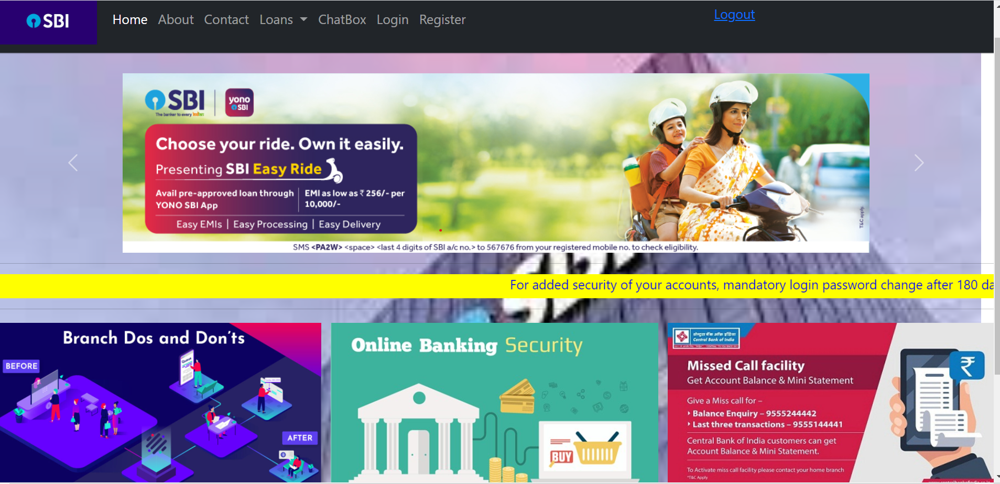 SBI
Home About Contact Loans ChatBox Login Register
Logout
SBI
The banker to every Indian
yono
SBI
Choose your ride. Own it easily.
Presenting SBI Easy Ride
Avail pre-approved loan through
YONO SBI App
EMI as low as ₹ 256/- per
10,000/-
Easy EMIs | Easy Processing | Easy Delivery
T&C apply.
SMS <PA2W> <space> <last 4 digits of SBI a/c no.> to 567676 from your registered mobile no. to check eligibility.
For added security of your accounts, mandatory login password change after 180 da
Branch Dos and Don'ts
BEFORE
AFTER
Online Banking Security
BUY
सेन्ट्रल बैंक ऑफ इंडिया
Central Bank of India
Missed Call facility
Get Account Balance & Mini Statement
Give a Miss call for –
Balance Enquiry – 9555244442
Last three transactions – 9555144441
Central Bank of India customers can get
Account Balance & Mini Statement.
To Activate miss call facility please contact your home branch
*T&C Apply
₹